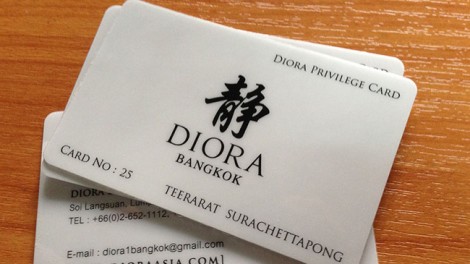 DIORA PRIVILEGE CARD
静
DIORA
BANGKOK
CARD NO : 25
TEERARAT SURACHETTAPONG
DIORA
Soi Langsuan,
TEL : +66(0)2-652-1112,
E-mail : diora1bangkok@gmail.com